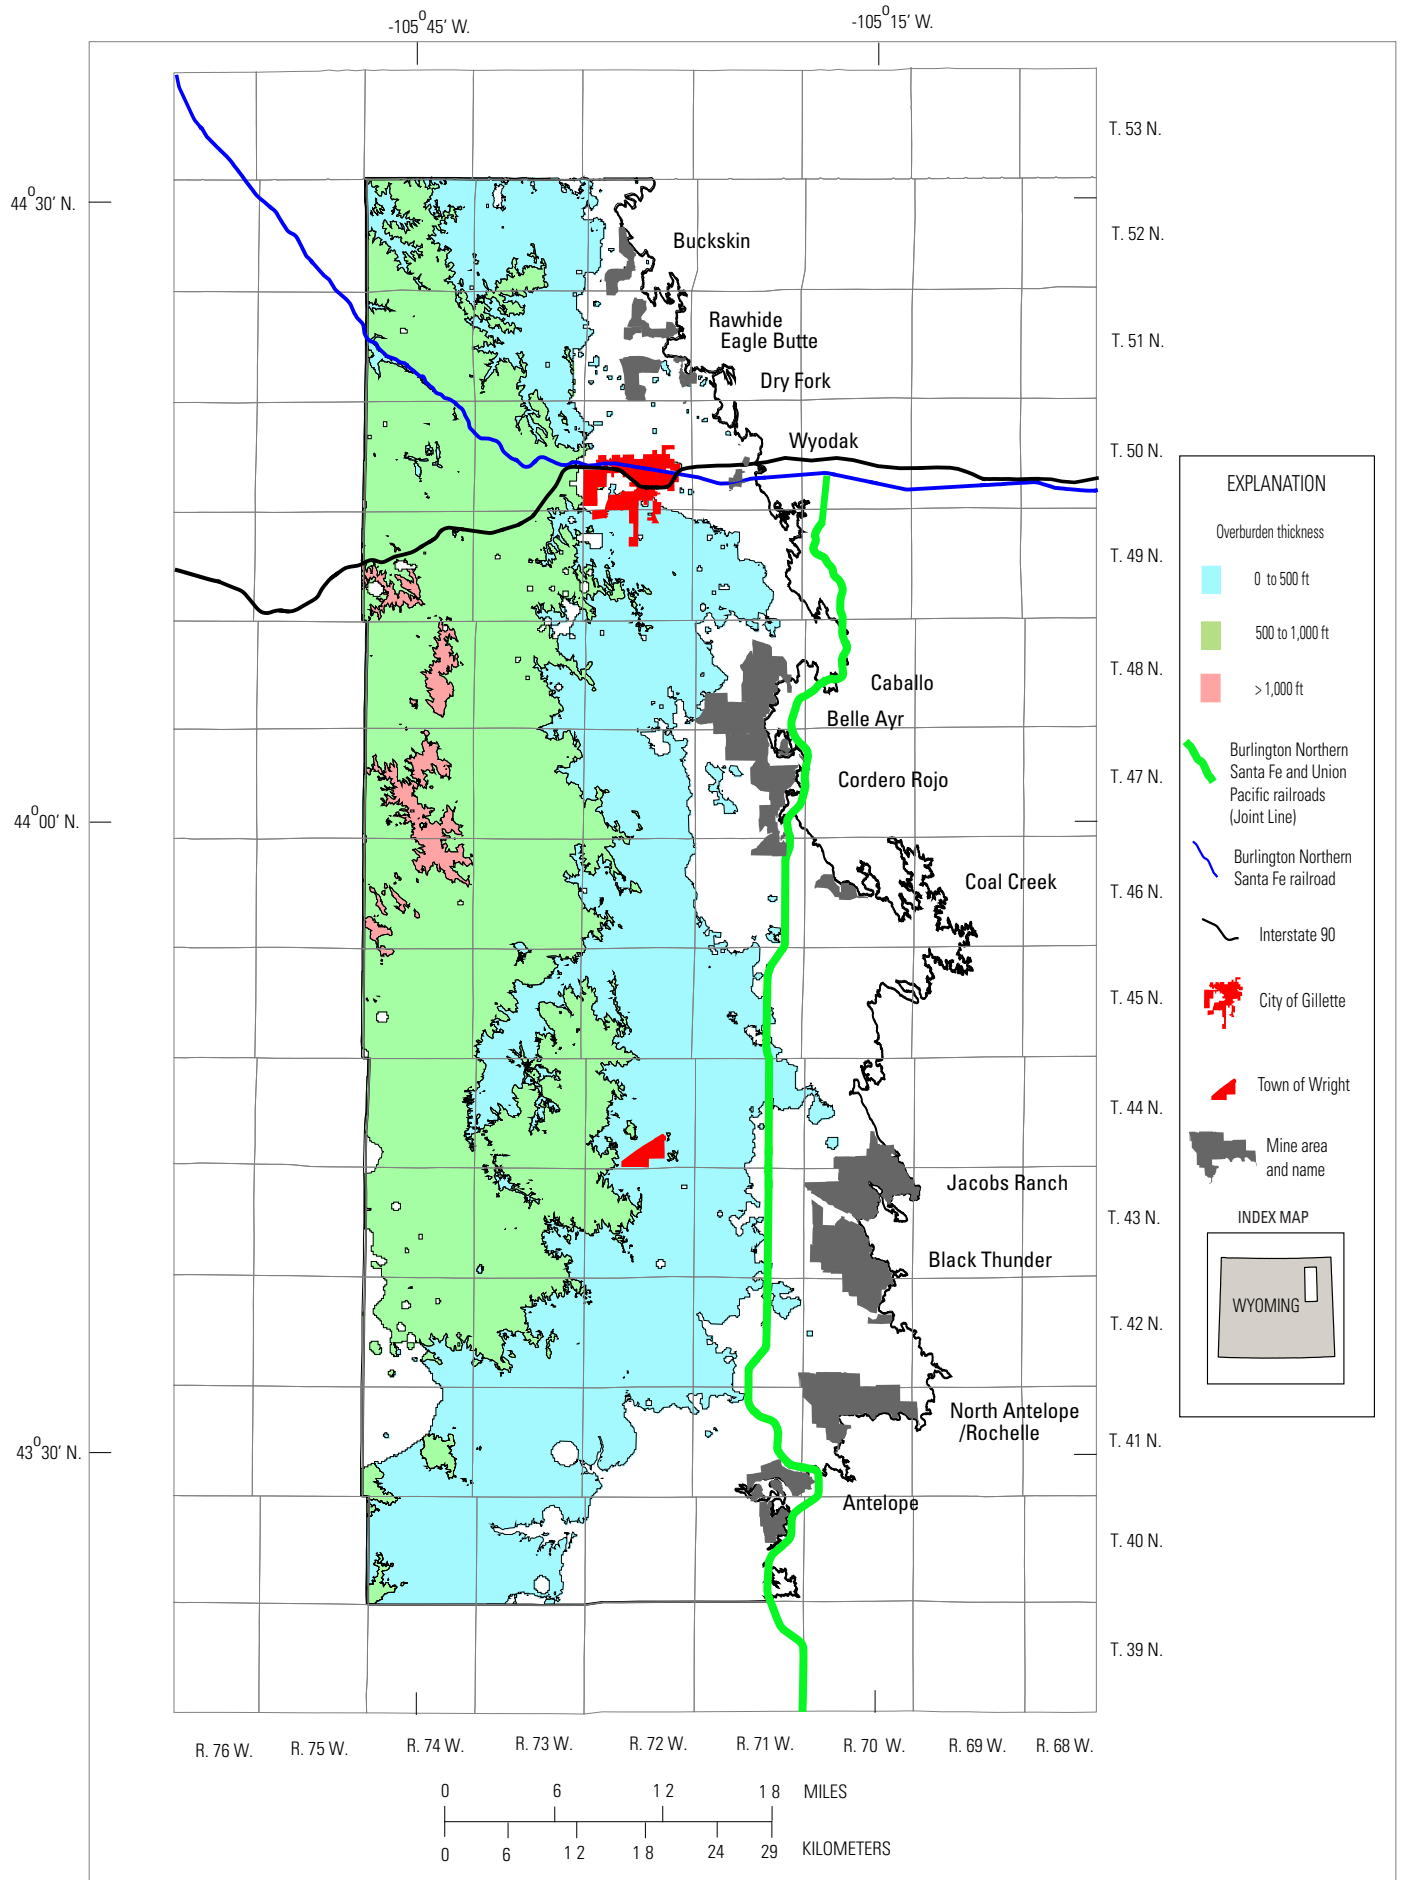 -105°45' W.
-105°15' W.
T. 53 N.
44°30' N.
T. 52 N.
Buckskin
Rawhide
Eagle Butte
T. 51 N.
Dry Fork
Wyodak
T. 50 N.
T. 49 N.
T. 48 N.
Caballo
Belle Ayr
Cordero Rojo
T. 47 N.
44°00' N.
Coal Creek
T. 46 N.
T. 45 N.
T. 44 N.
Jacobs Ranch
T. 43 N.
Black Thunder
T. 42 N.
North Antelope
/Rochelle
43°30' N.
T. 41 N.
Antelope
T. 40 N.
T. 39 N.
R. 76 W. R. 75 W. R. 74 W. R. 73 W. R. 72 W. R. 71 W. R. 70 W. R. 69 W. R. 68 W.
0 6 12 18 MILES
0 6 12 18 24 29 KILOMETERS
EXPLANATION
Overburden thickness
0 to 500 ft
500 to 1,000 ft
> 1,000 ft
Burlington Northern
Santa Fe and Union
Pacific railroads
(Joint Line)
Burlington Northern
Santa Fe railroad
Interstate 90
City of Gillette
Town of Wright
Mine area
and name
INDEX MAP
WYOMING